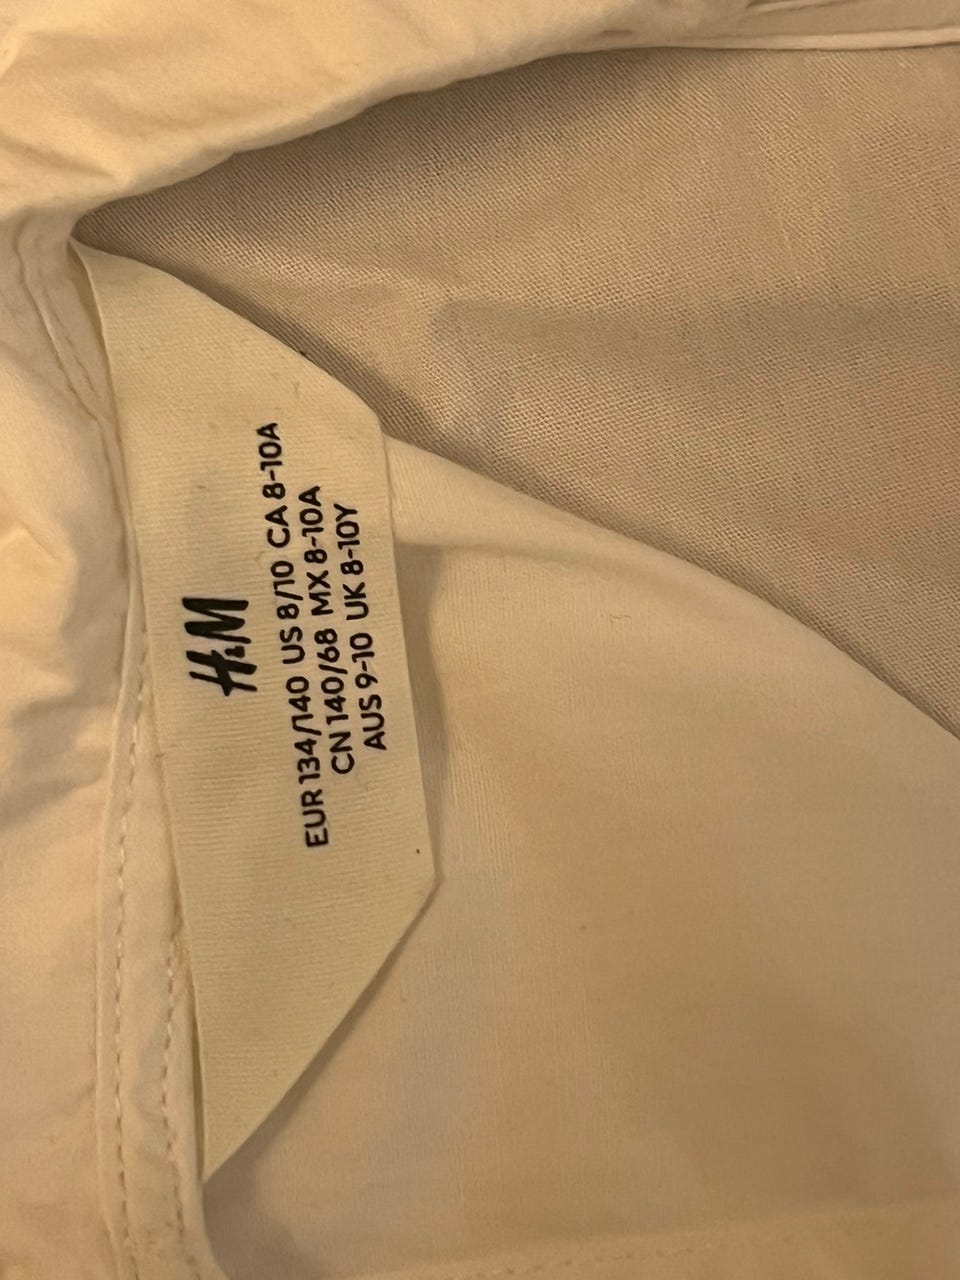 H&M
EUR 134/140 US 8/10 CA 8-10A
CN 140/68 MX 8-10A
AUS 9-10 UK 8-10Y